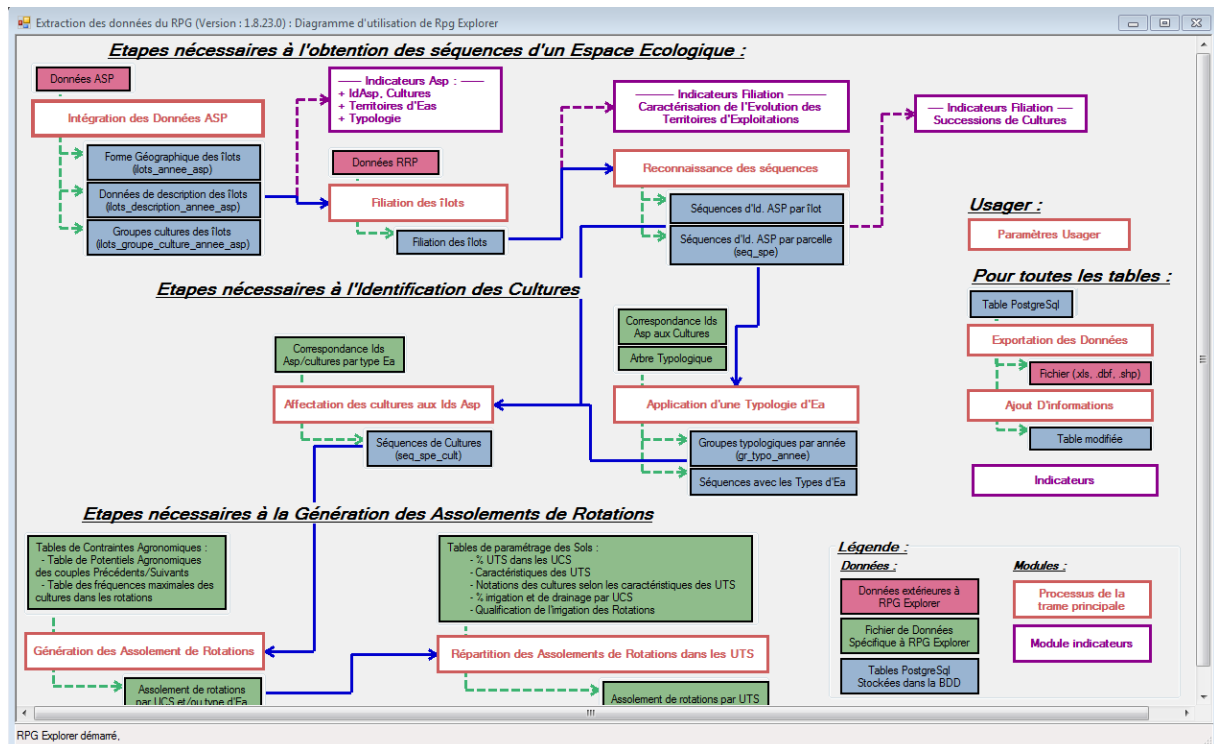 Extraction des données du RPG (Version : 1.8.23.0) : Diagramme d'utilisation de Rpg Explorer
Etapes nécessaires à l'obtention des séquences d'un Espace Ecologique :
Données ASP
Intégration des Données ASP
Forme Géographique des îlots
(ilots_annee_asp)
Données de description des îlots
(ilots_description_annee_asp)
Groupes cultures des îlots
(ilots_groupe_culture_annee_asp)
Indicateurs Asp :
+ IdAsp, Cultures
+ Territoires d'Eas
+ Typologie
Données RRP
Filiation des îlots
Filiation des îlots
Indicateurs Filiation
Caractérisation de l'Evolution des
Territoires d'Exploitations
Reconnaissance des séquences
Séquences d'Id. ASP par îlot
Séquences d'Id. ASP par parcelle
(seq_spe)
Indicateurs Filiation
Successions de Cultures
Usager :
Paramètres Usager
Pour toutes les tables :
Table PostgreSql
Exportation des Données
Fichier (.xls, .dbf, .shp)
Ajout D'informations
Table modifiée
Indicateurs
Etapes nécessaires à l'Identification des Cultures
Correspondance Ids
Asp/cultures par type Ea
Affectation des cultures aux Ids Asp
Séquences de Cultures
(seq_spe_cult)
Correspondance Ids
Asp aux Cultures
Arbre Typologique
Application d'une Typologie d'Ea
Groupes typologiques par année
(gr_typo_annee)
Séquences avec les Types d'Ea
Etapes nécessaires à la Génération des Assolements de Rotations
Tables de Contraintes Agronomiques :
- Table de Potentiels Agronomiques
des couples Précédents/Suivants
- Table des fréquences maximales des
cultures dans les rotations
Génération des Assolement de Rotations
Assolement de rotations
par UCS et/ou type d'Ea
Tables de paramétrage des Sols :
- % UTS dans les UCS
- Caractéristiques des UTS
- Notations des cultures selon les caractéristiques des UTS
- % irrigation et de drainage par UCS
- Qualification de l'irrigation des Rotations
Répartition des Assolements de Rotations dans les UTS
Assolement de rotations par UTS
Légende :
Données :
Données extérieures à
RPG Explorer
Fichier de Données
Spécifique à RPG Explorer
Tables PostgreSql
Stockées dans la BDD
Modules :
Processus de la
trame principale
Module indicateurs
RPG Explorer démarré,